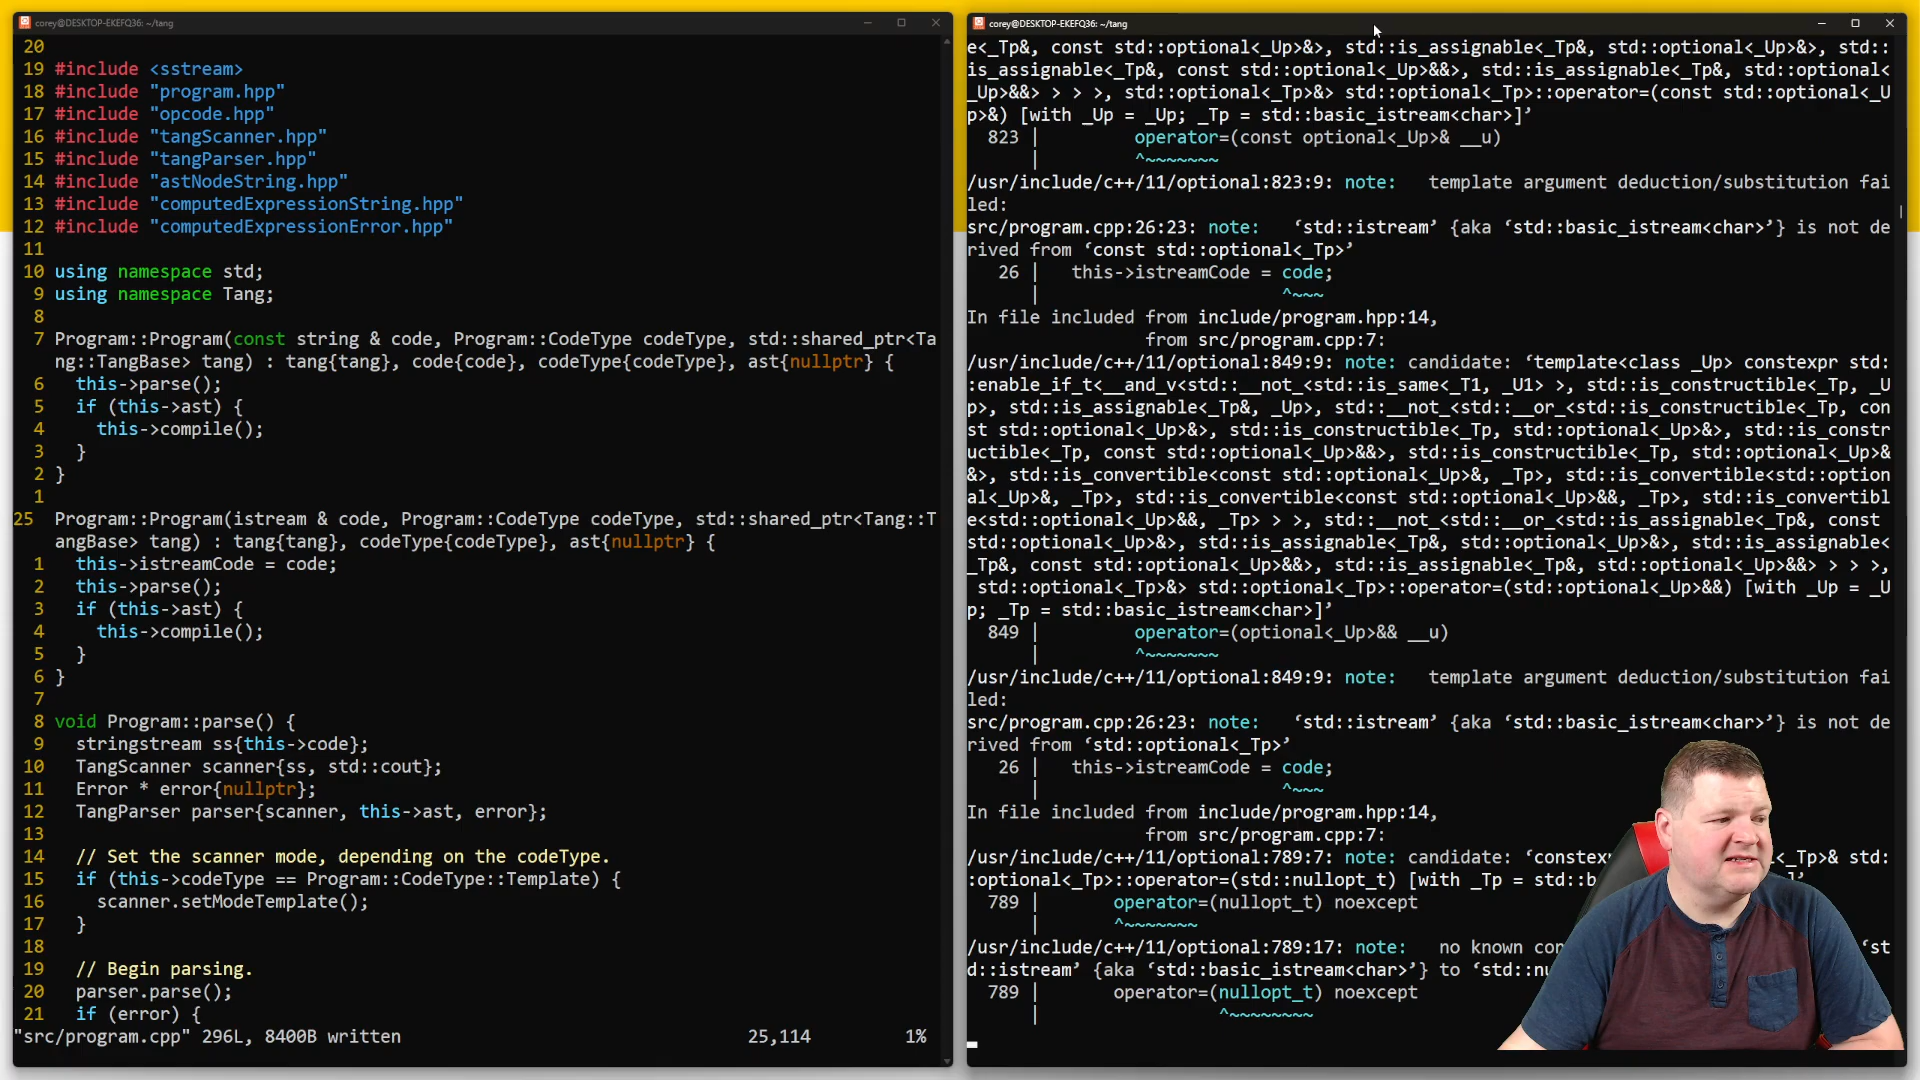 corey@DESKTOP-EKEFQ36: ~/tang
20
19 #include <sstream>
18 #include "program.hpp"
17 #include "opcode.hpp"
16 #include "tangScanner.hpp"
15 #include "tangParser.hpp"
14 #include "astNodeString.hpp"
13 #include "computedExpressionString.hpp"
12 #include "computedExpressionError.hpp"
11
10 using namespace std;
9 using namespace Tang;
8
7 Program::Program(const string & code, Program::CodeType codeType, std::shared_ptr<Ta
ng::TangBase> tang) : tang{tang}, code{code}, codeType{codeType}, ast{nullptr} {
6   this->parse();
5   if (this->ast) {
4     this->compile();
3   }
2 }
1
25 Program::Program(istream & code, Program::CodeType codeType, std::shared_ptr<Tang::T
angBase> tang) : tang{tang}, codeType{codeType}, ast{nullptr} {
1   this->istreamCode = code;
2   this->parse();
3   if (this->ast) {
4     this->compile();
5   }
6 }
7
8 void Program::parse() {
9   stringstream ss{this->code};
10   TangScanner scanner{ss, std::cout};
11   Error * error{nullptr};
12   TangParser parser{scanner, this->ast, error};
13
14   // Set the scanner mode, depending on the codeType.
15   if (this->codeType == Program::CodeType::Template) {
16     scanner.setModeTemplate();
17   }
18
19   // Begin parsing.
20   parser.parse();
21   if (error) {
"src/program.cpp" 296L, 8400B written 25,114 1%
corey@DESKTOP-EKEFQ36: ~/tang
e<_Tp&, const std::optional<_Up>&>, std::is_assignable<_Tp&, std::optional<_Up>&>, std::
is_assignable<_Tp&, const std::optional<_Up>&&>, std::is_assignable<_Tp&, std::optional<
_Up>&&> > > >, std::optional<_Tp>&> std::optional<_Tp>::operator=(const std::optional<_U
p>&) [with _Up = _Up; _Tp = std::basic_istream<char>]’
823 |         operator=(const optional<_Up>& __u)
|         ^~~~~~~~
/usr/include/c++/11/optional:823:9: note:   template argument deduction/substitution fai
led:
src/program.cpp:26:23: note:   ‘std::istream’ {aka ‘std::basic_istream<char>’} is not de
rived from ‘const std::optional<_Tp>’
26 |   this->istreamCode = code;
|                       ^~~~
In file included from include/program.hpp:14,
from src/program.cpp:7:
/usr/include/c++/11/optional:849:9: note: candidate: ‘template<class _Up> constexpr std:
:enable_if_t<__and_v<std::__not_<std::is_same<_T1, _U1> >, std::is_constructible<_Tp, _U
p>, std::is_assignable<_Tp&, _Up>, std::__not_<std::__or_<std::is_constructible<_Tp, con
st std::optional<_Up>&>, std::is_constructible<_Tp, std::optional<_Up>&>, std::is_constr
uctible<_Tp, const std::optional<_Up>&&>, std::is_constructible<_Tp, std::optional<_Up>&
&>, std::is_convertible<const std::optional<_Up>&, _Tp>, std::is_convertible<std::option
al<_Up>&, _Tp>, std::is_convertible<const std::optional<_Up>&&, _Tp>, std::is_convertibl
e<std::optional<_Up>&&, _Tp> > >, std::__not_<std::__or_<std::is_assignable<_Tp&, const
std::optional<_Up>&>, std::is_assignable<_Tp&, std::optional<_Up>&>, std::is_assignable<
_Tp&, const std::optional<_Up>&&>, std::is_assignable<_Tp&, std::optional<_Up>&&> > > >,
std::optional<_Tp>&> std::optional<_Tp>::operator=(std::optional<_Up>&&) [with _Up = _U
p; _Tp = std::basic_istream<char>]’
849 |         operator=(optional<_Up>&& __u)
|         ^~~~~~~~
/usr/include/c++/11/optional:849:9: note:   template argument deduction/substitution fai
led:
src/program.cpp:26:23: note:   ‘std::istream’ {aka ‘std::basic_istream<char>’} is not de
rived from ‘std::optional<_Tp>’
26 |   this->istreamCode = code;
|                       ^~~~
In file included from include/program.hpp:14,
from src/program.cpp:7:
/usr/include/c++/11/optional:789:7: note: candidate: ‘constex <_Tp>& std:
:optional<_Tp>::operator=(std::nullopt_t) [with _Tp = std::b
789 |       operator=(nullopt_t) noexcept
|       ^~~~~~~~
/usr/include/c++/11/optional:789:17: note:   no known con ‘st
d::istream’ {aka ‘std::basic_istream<char>’} to ‘std::nu
789 |       operator=(nullopt_t) noexcept
|                 ^~~~~~~~~